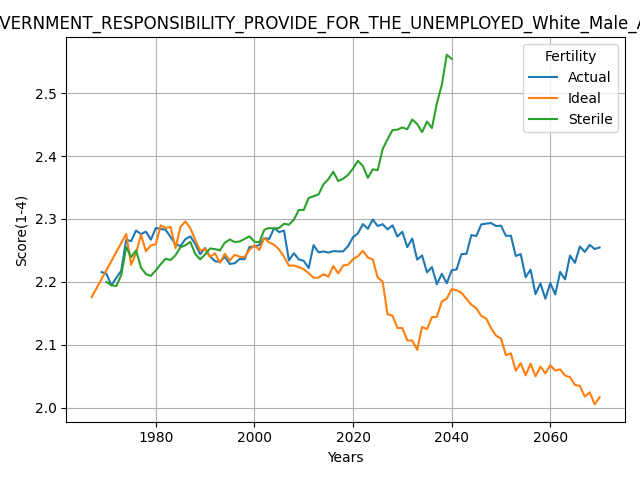 VERNMENT_RESPONSIBILITY_PROVIDE_FOR_THE_UNEMPLOYED_White_Male_
Fertility
Actual
Ideal
Sterile
Score(1-4)
2.5
2.4
2.3
2.2
2.1
2.0
1980 2000 2020 2040 2060
Years